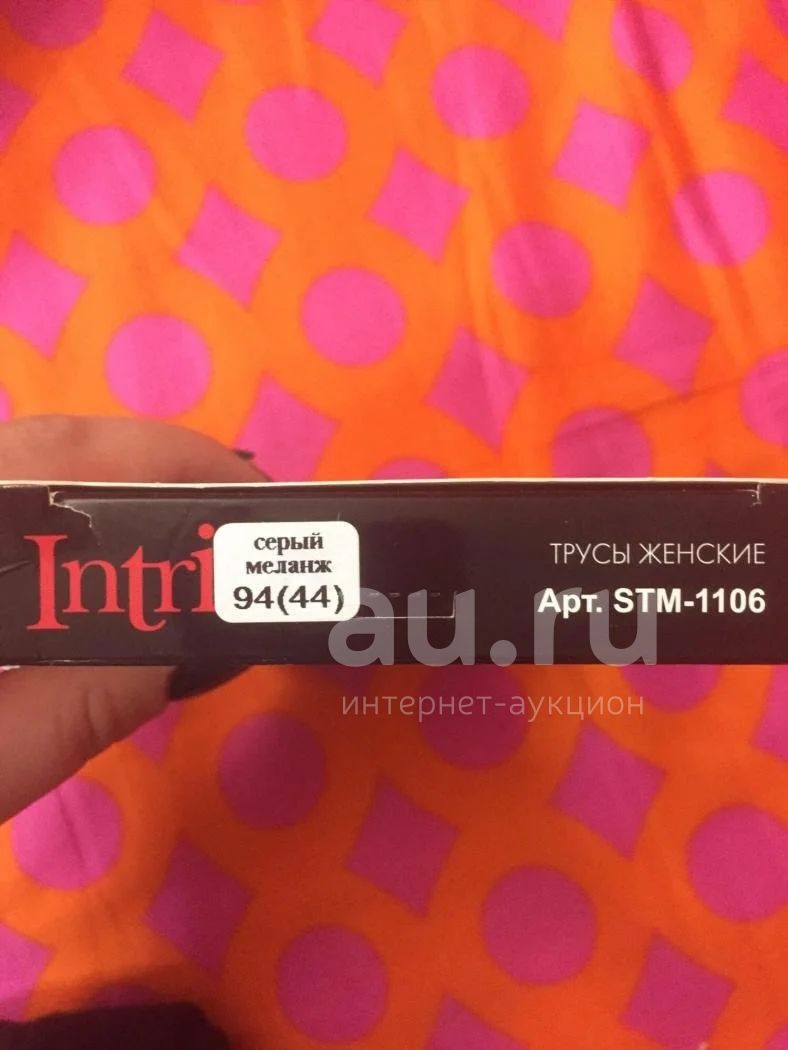 Intri
серый
меланж
94(44)
ТРУСЫ ЖЕНСКИЕ
Арт. STM-1106
au.ru
интернет-аукцион